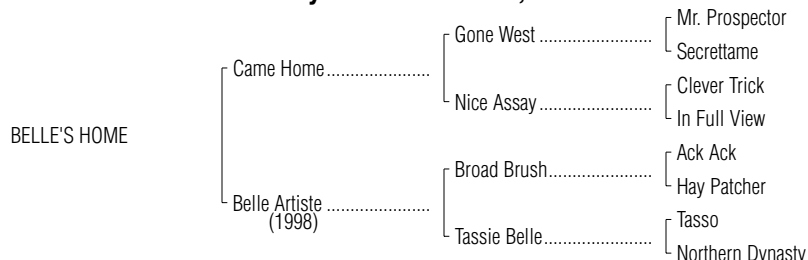 Mr. Prospector
Gone West ....................
Secrettame
Came Home ......................
Clever Trick
Nice Assay ....................
In Full View
BELLE'S HOME
Ack Ack
Broad Brush ...................
Hay Patcher
Belle Artiste ......................
(1998)
Tasso
Tassie Belle ....................
Northern Dynasty